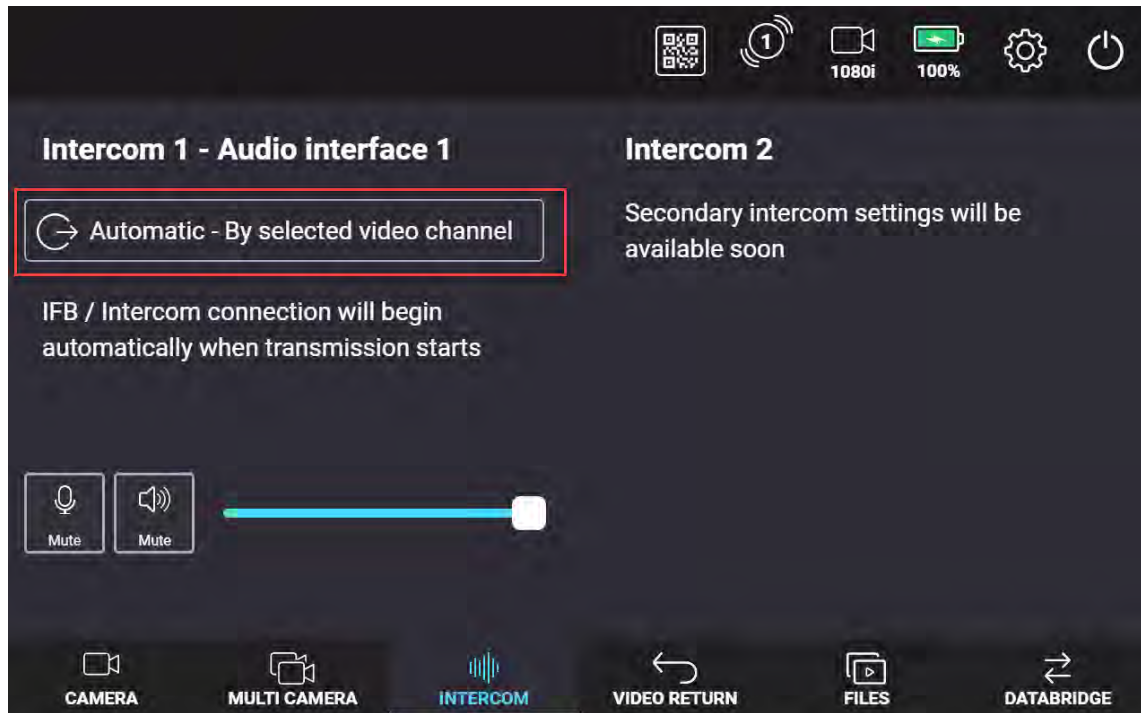 1
1080i
100%
Intercom 1 - Audio interface 1
Automatic - By selected video channel
IFB / Intercom connection will begin
automatically when transmission starts
Mute
Mute
Intercom 2
Secondary intercom settings will be
available soon
CAMERA
MULTI CAMERA
INTERCOM
VIDEO RETURN
FILES
DATABRIDGE